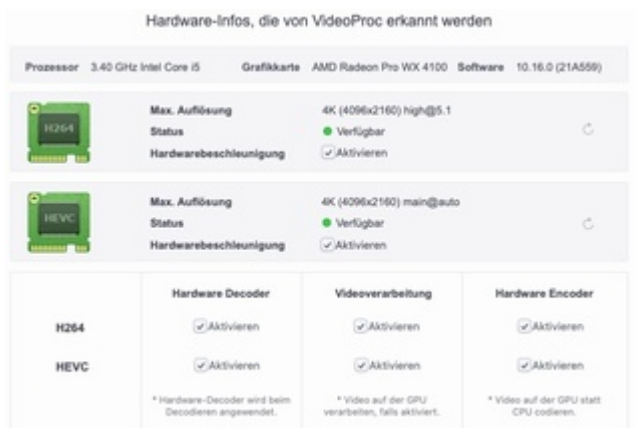 Hardware-Infos, die von VideoProc erkannt werden
Prozessor 3.40 GHz Intel Core i5 Grafikkarte AMD Radeon Pro WX 4100 Software 10.16.0 (21A559)
H264
Max. Auflösung 4K (4096x2160) high@5.1
Status Verfügbar
Hardwarebeschleunigung Aktivieren
HEVC
Max. Auflösung 4K (4096x2160) main@auto
Status Verfügbar
Hardwarebeschleunigung Aktivieren
Hardware Decoder Videoverarbeitung Hardware Encoder
H264 Aktivieren Aktivieren Aktivieren
HEVC Aktivieren Aktivieren Aktivieren
* Hardware-Decoder wird beim Decodieren angewendet.
* Video auf der GPU verarbeiten, falls aktiviert.
* Video auf der GPU statt CPU codieren.